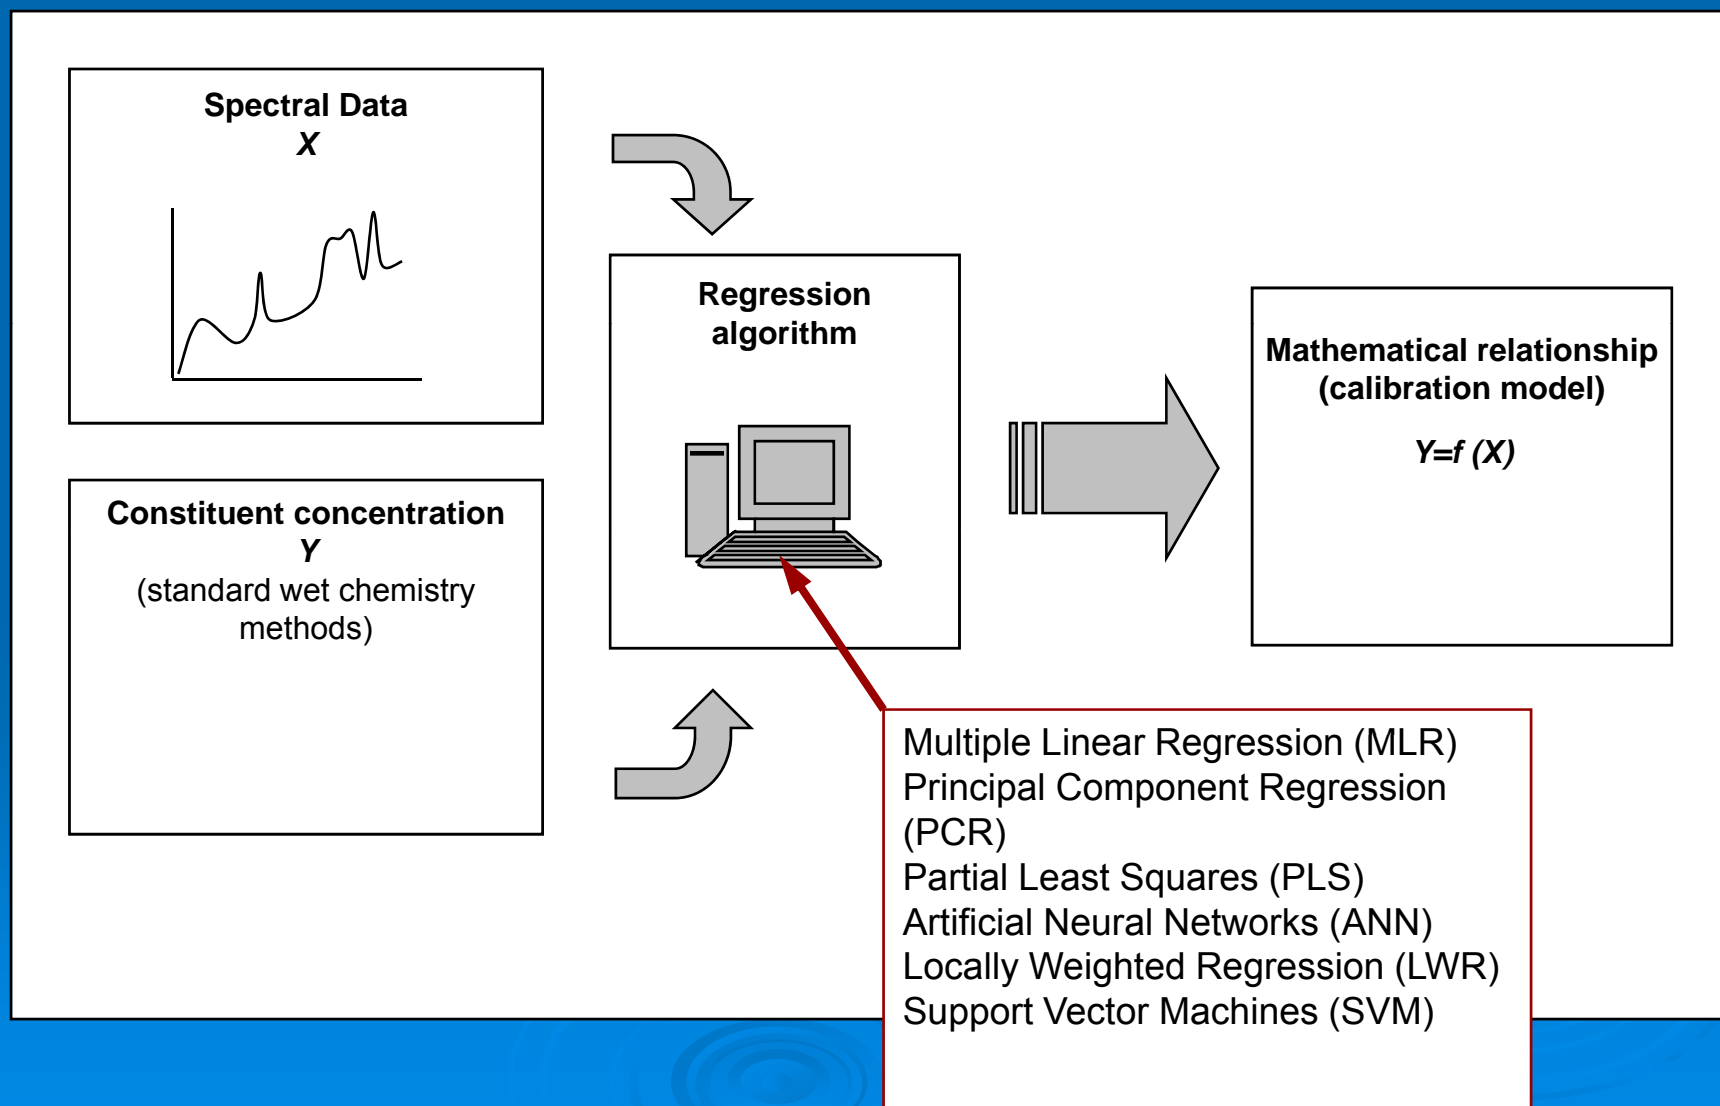 Spectral Data
X
Constituent concentration
Y
(standard wet chemistry
methods)
Regression
algorithm
Mathematical relationship
(calibration model)
Y=f (X)
Multiple Linear Regression (MLR)
Principal Component Regression
(PCR)
Partial Least Squares (PLS)
Artificial Neural Networks (ANN)
Locally Weighted Regression (LWR)
Support Vector Machines (SVM)